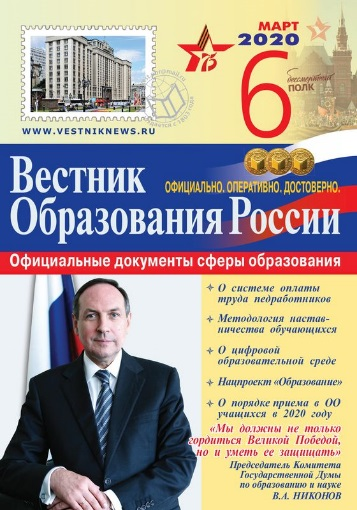 МАРТ
2020
75
6
бессмертный
ПОЛК
WWW.VESTNIKNEWS.RU
ОФИЦИАЛЬНО. ОПЕРАТИВНО. ДОСТОВЕРНО.
Вестник
Образования России
Официальные документы сферы образования
О системе оплаты
труда педработников
Методология настав-
ничества обучающихся
О цифровой
образовательной среде
Нацпроект «Образование»
О порядке приема в ОО
учащихся в 2020 году
«Мы должны не только
гордиться Великой Победой,
но и уметь ее защищать»
Председатель Комитета
Государственной Думы
по образованию и науке
В.А. НИКОНОВ